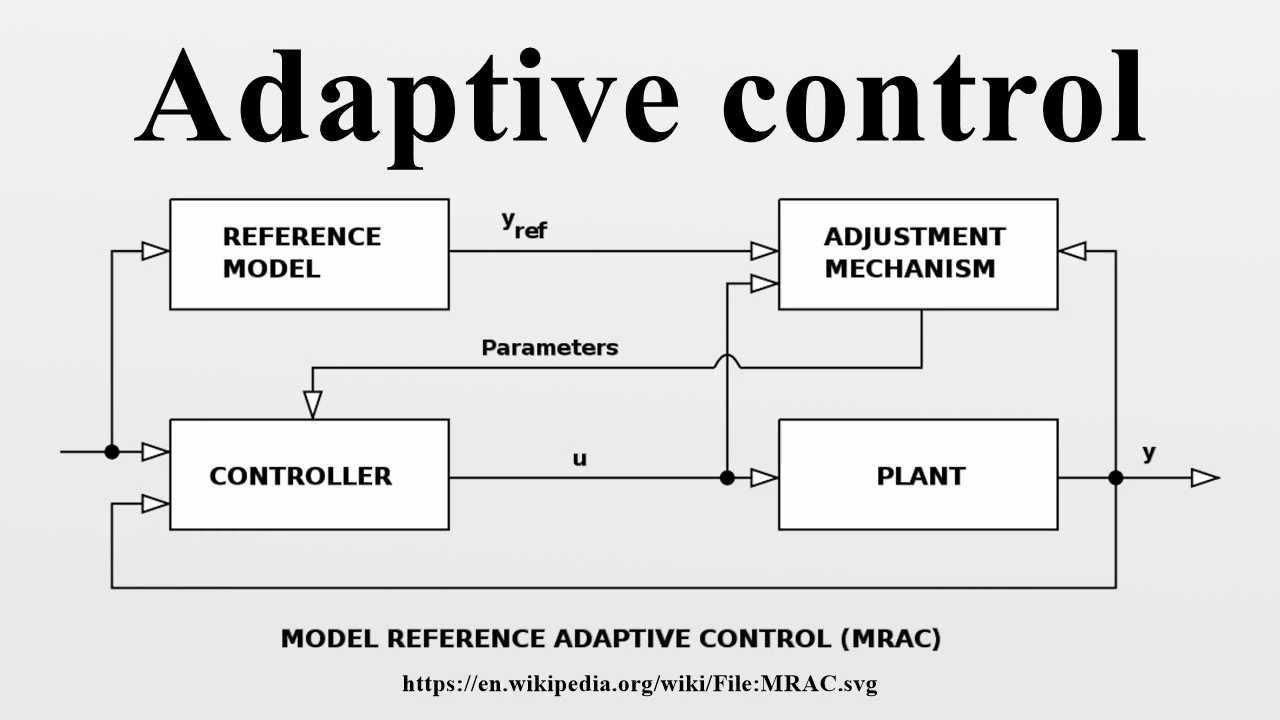 Adaptive control
REFERENCE
MODEL
yref
ADJUSTMENT
MECHANISM
Parameters
CONTROLLER
u
PLANT
y
MODEL REFERENCE ADAPTIVE CONTROL (MRAC)
https://en.wikipedia.org/wiki/File:MRAC.svg